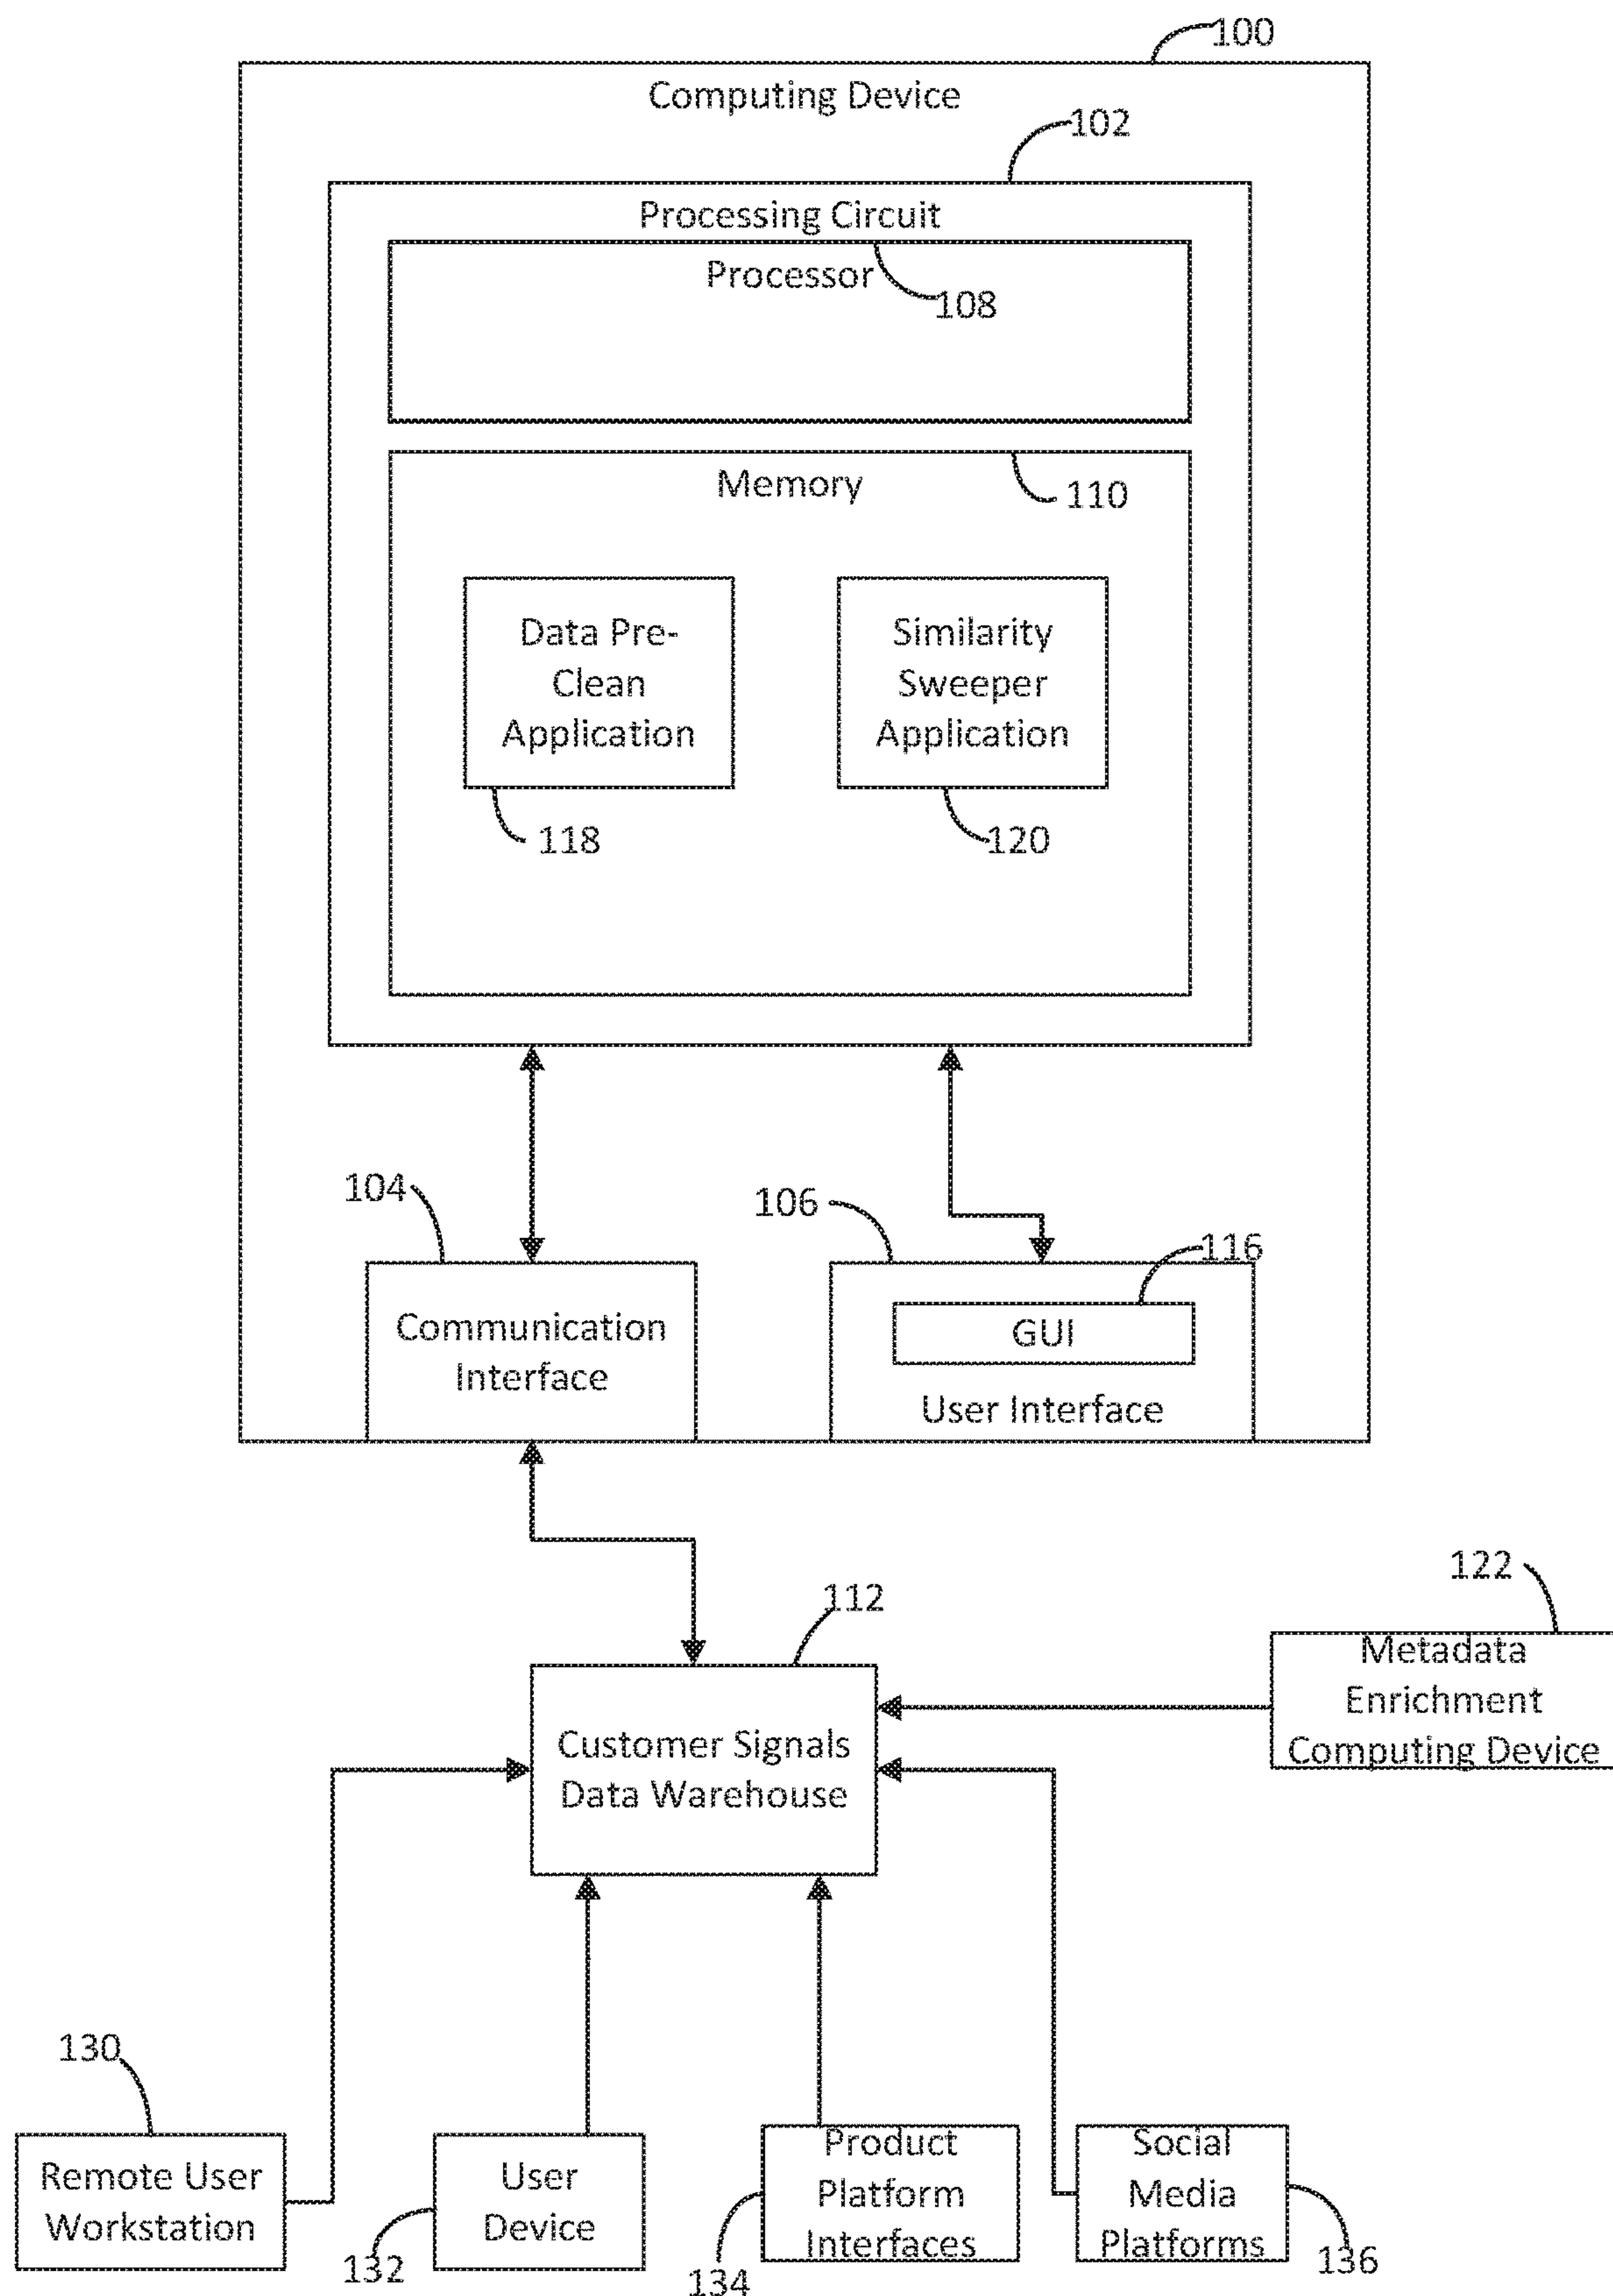 100
Computing Device
102
Processing Circuit
Processor
108
Memory
110
Data Pre-
Clean
Application
118
Similarity
Sweeper
Application
120
104
106
116
Communication
Interface
GUI
User Interface
112
122
Customer Signals
Data Warehouse
Metadata
Enrichment
Computing Device
130
Remote User
Workstation
User
Device
132
Product
Platform
Interfaces
134
Social
Media
Platforms
136